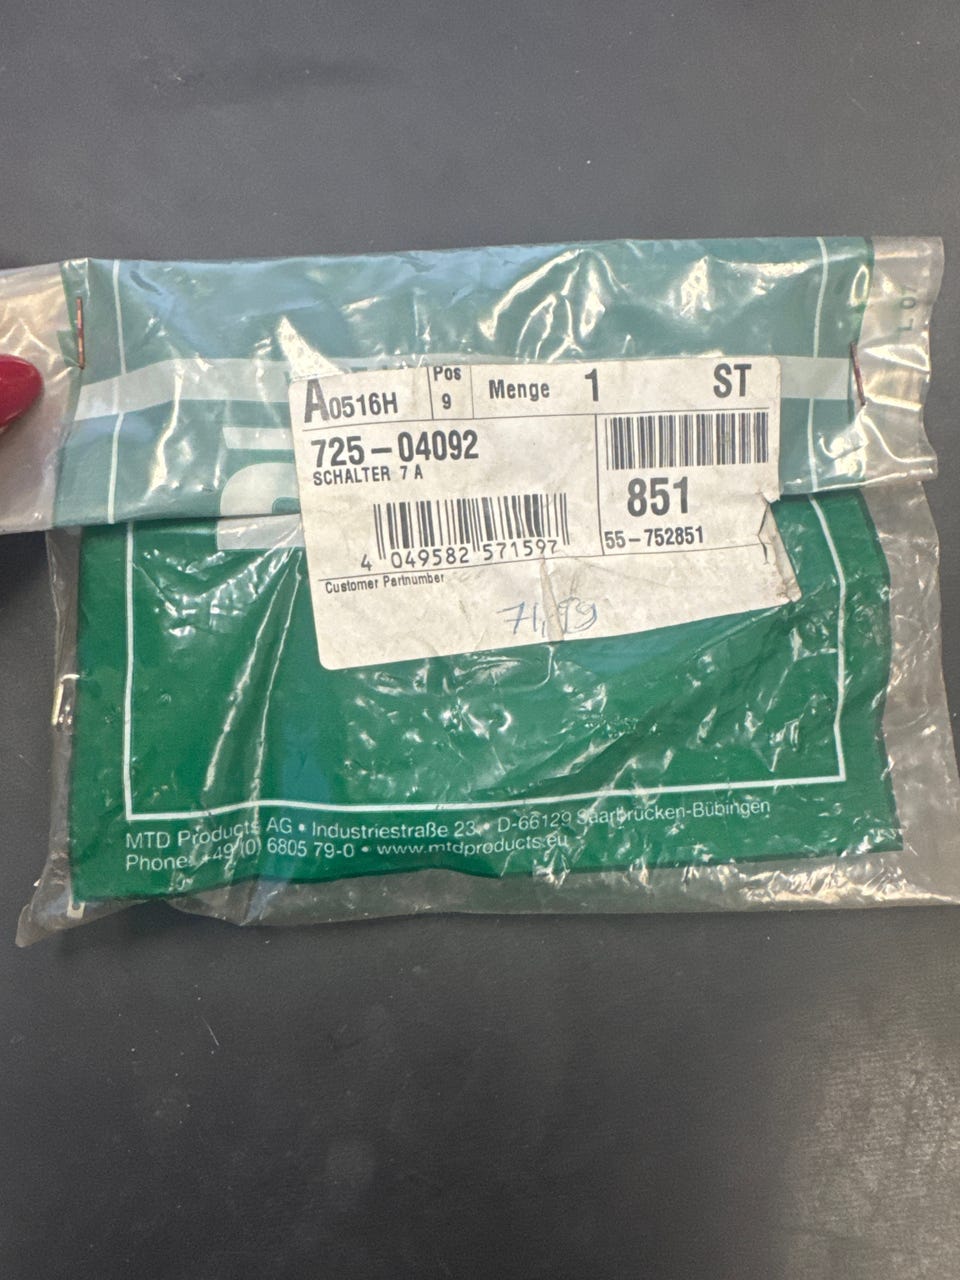 A0516H
Pos
9
Menge 1 ST
725-04092
SCHALTER 7 A
4 049582 571597
851
55-752851
Customer Partnumber
71,99
MTD Products AG • Industriestraße 23 • D-66129 Saarbrücken-Bübingen
Phone: +49 (0) 6805 79-0 • www.mtdproducts.eu